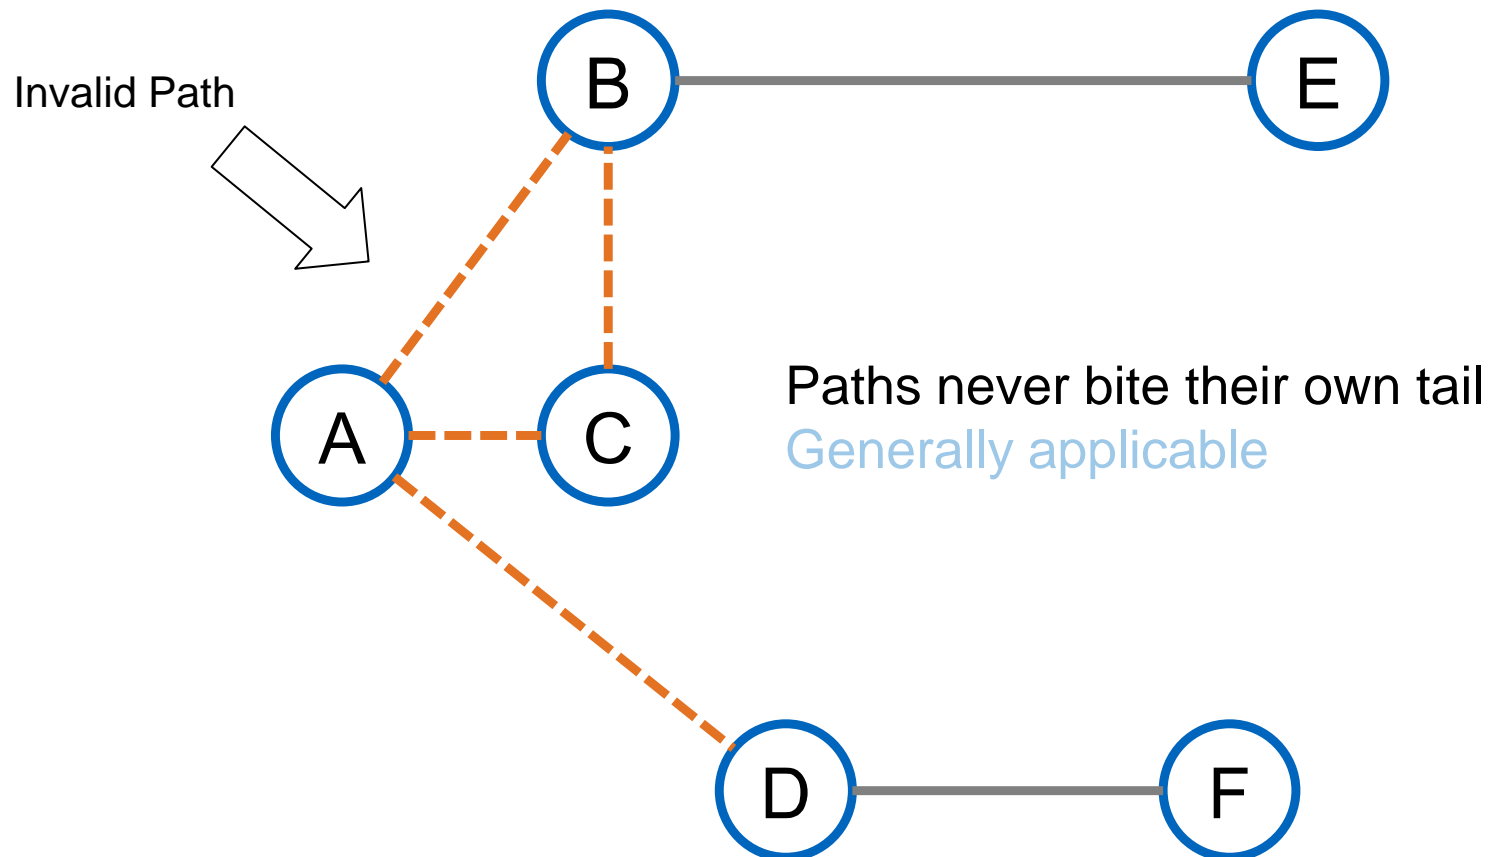 B
E
Invalid Path
Paths never bite their own tail
A
C
Generally applicable
D
F